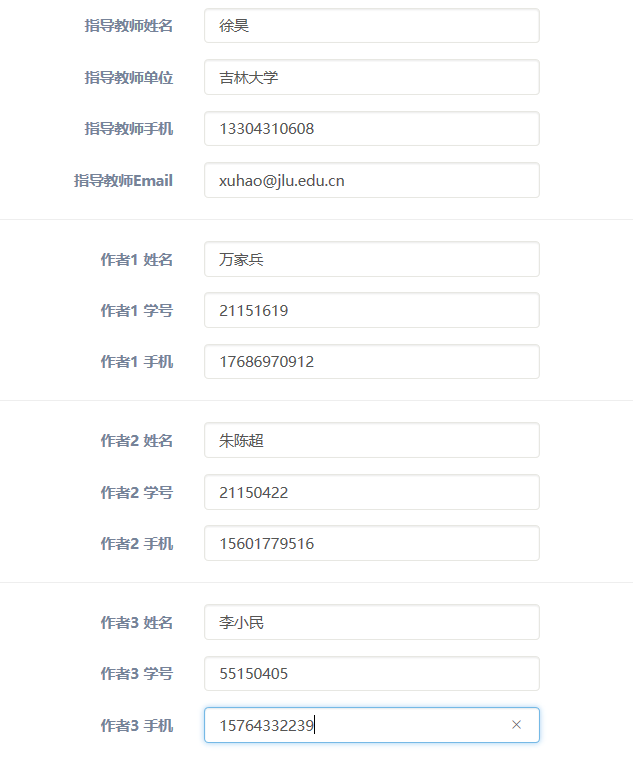 指导教师姓名 徐昊
指导教师单位 吉林大学
指导教师手机 13304310608
指导教师Email xuhao@jlu.edu.cn
作者1 姓名 万家兵
作者1 学号 21151619
作者1 手机 17686970912
作者2 姓名 朱陈超
作者2 学号 21150422
作者2 手机 15601779516
作者3 姓名 李小民
作者3 学号 55150405
作者3 手机 15764332239